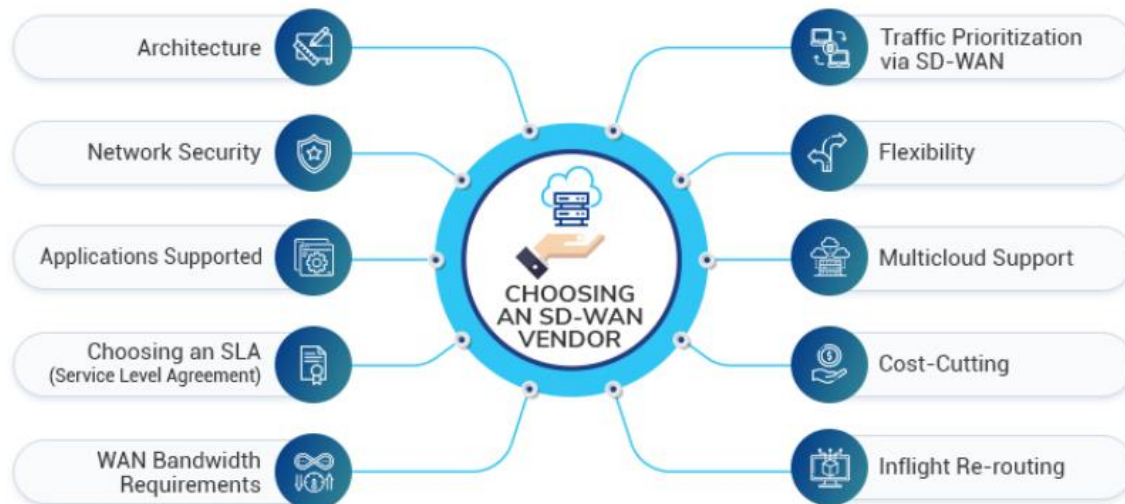 Architecture
Network Security
Applications Supported
Choosing an SLA
(Service Level Agreement)
WAN Bandwidth
Requirements
CHOOSING
AN SD-WAN
VENDOR
Traffic Prioritization
via SD-WAN
Flexibility
Multicloud Support
Cost-Cutting
Inflight Re-routing